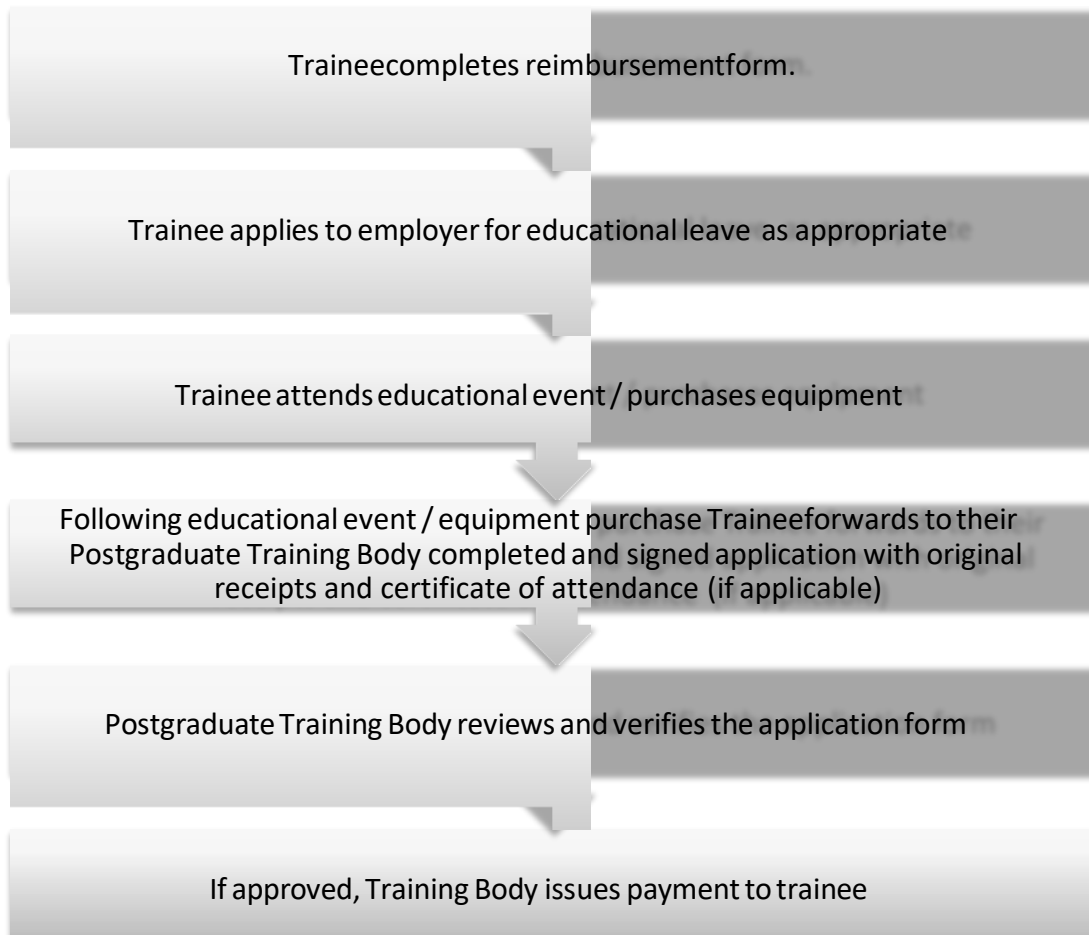 Traineecompletes reimbursementform.
Trainee applies to employer for educational leave as appropriate
Trainee attends educational event / purchases equipment
Following educational event / equipment purchase Traineeforwards to their
Postgraduate Training Body completed and signed application with original
receipts and certificate of attendance (if applicable)
Postgraduate Training Body reviews and verifies the application form
If approved, Training Body issues payment to trainee